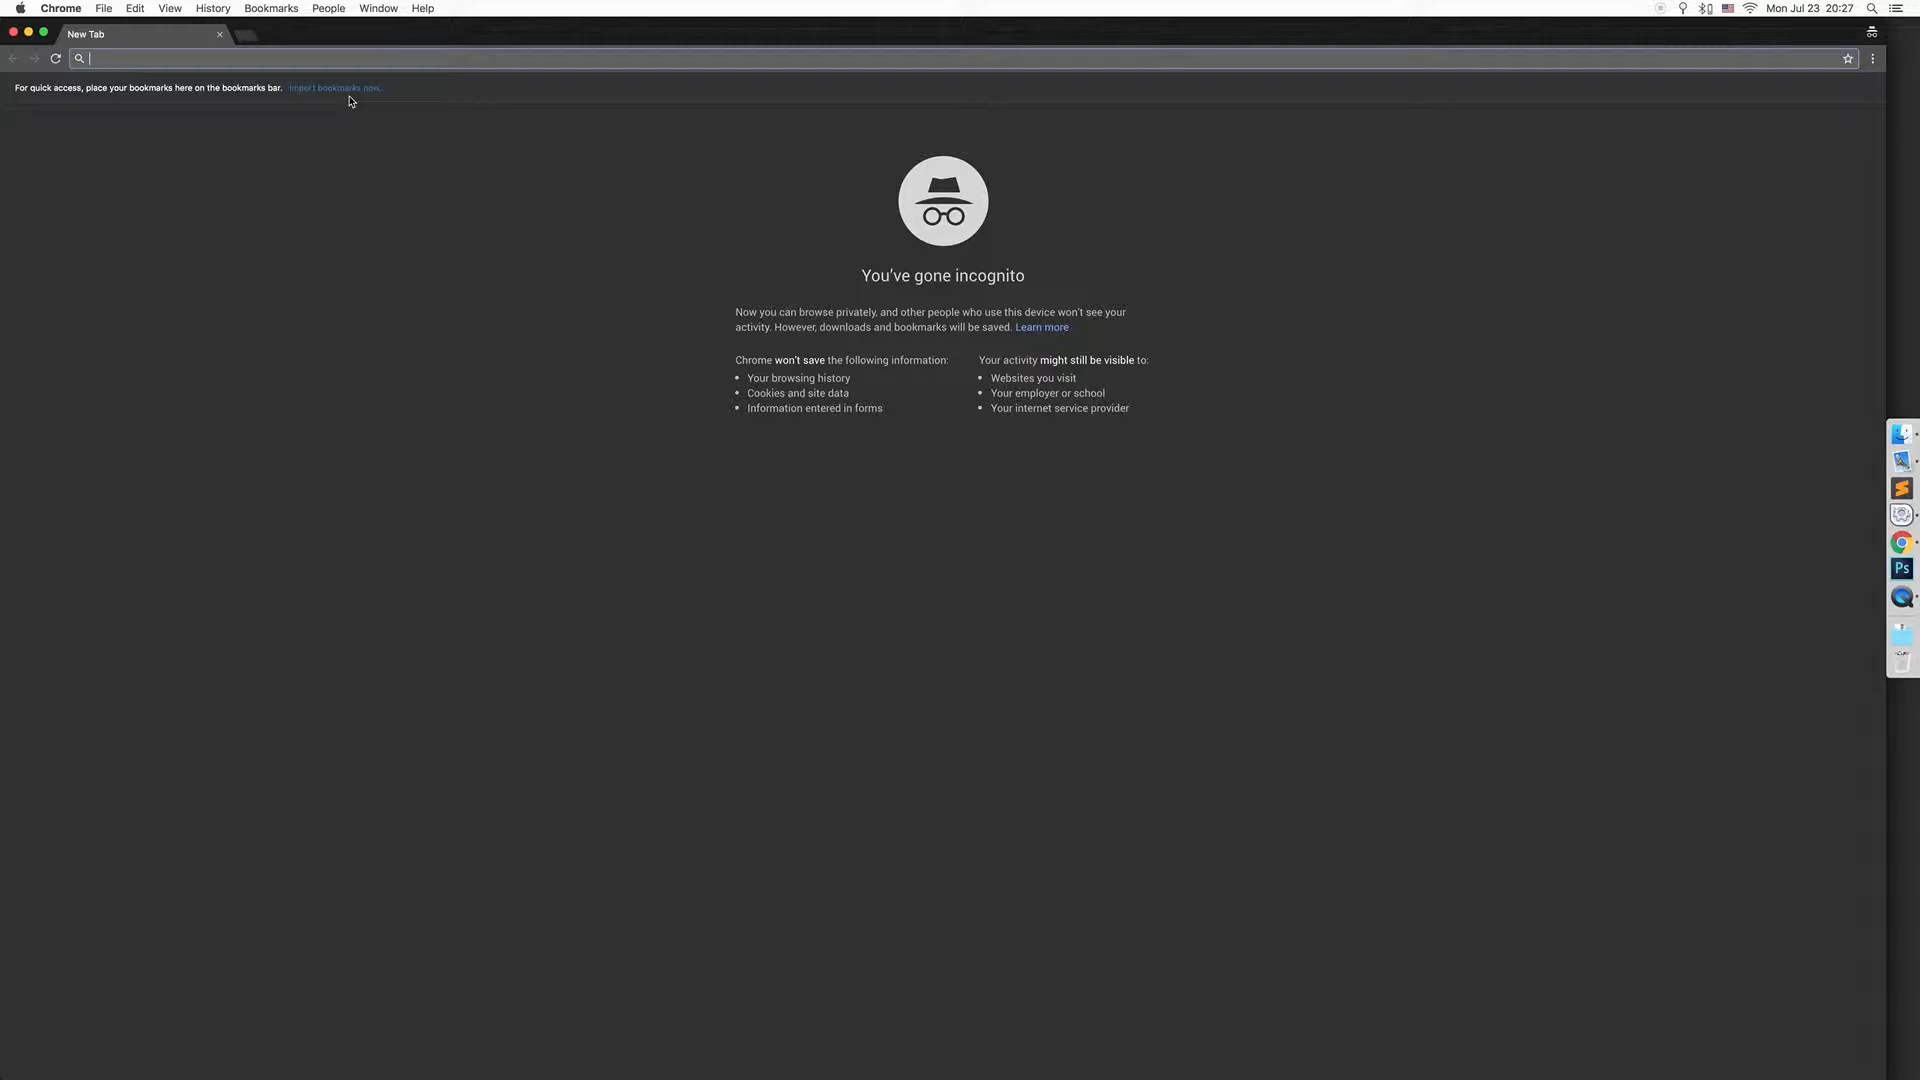 Chrome File Edit View History Bookmarks People Window Help Mon Jul 23 20:27
New Tab
For quick access, place your bookmarks here on the bookmarks bar. Import bookmarks now...
You've gone incognito
Now you can browse privately, and other people who use this device won't see your
activity. However, downloads and bookmarks will be saved. Learn more
Chrome won't save the following information:
Your browsing history
Cookies and site data
Information entered in forms
Your activity might still be visible to:
Websites you visit
Your employer or school
Your internet service provider
Ps